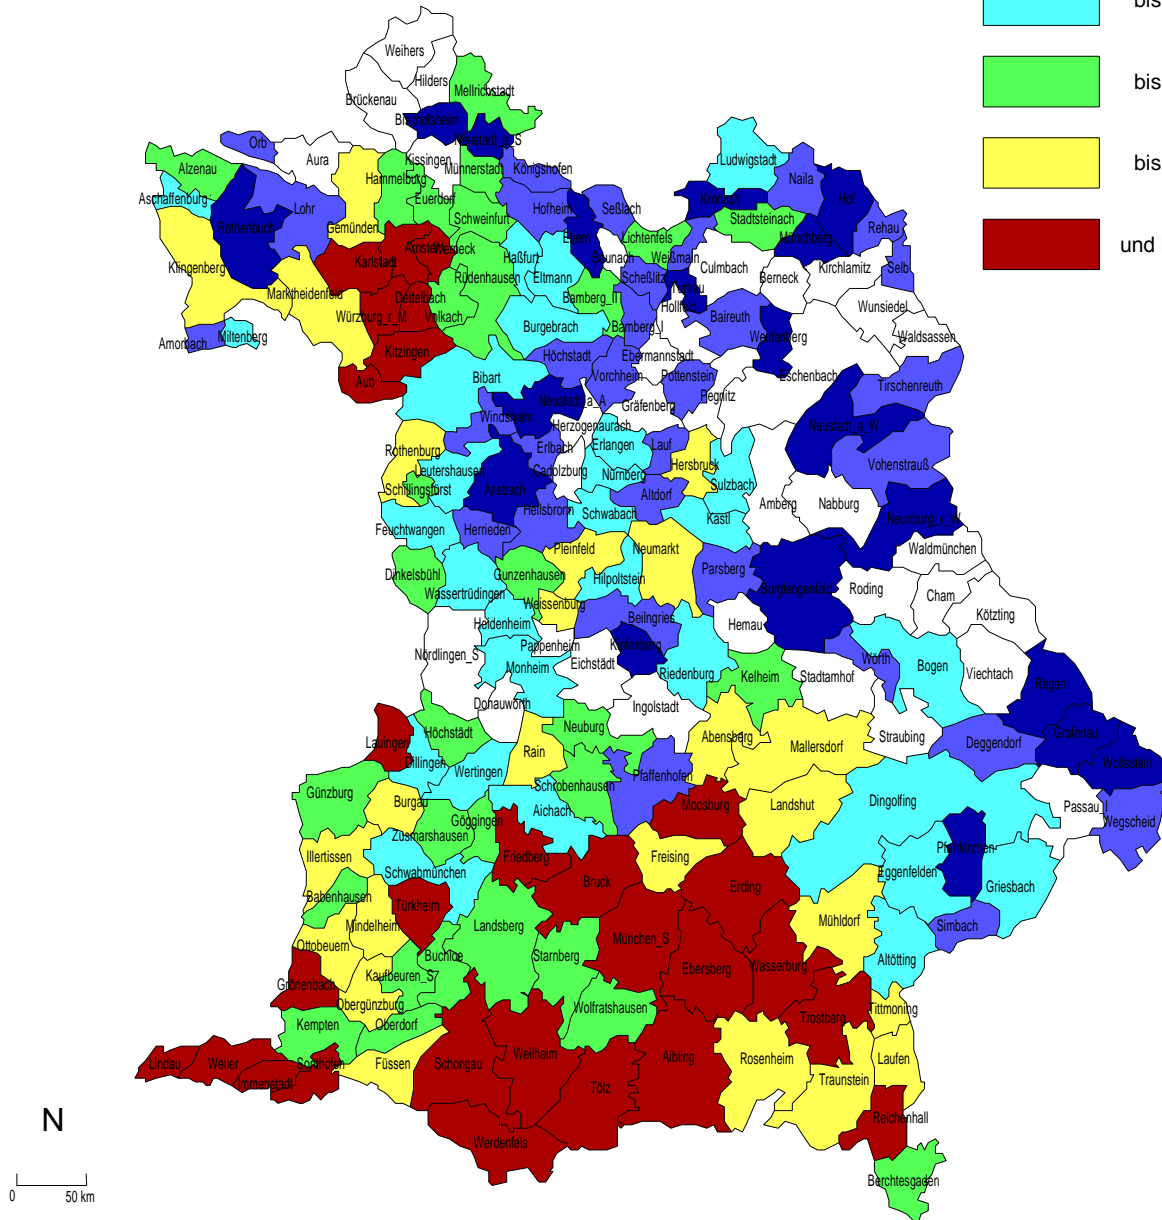 bis
Weihers
Hilders
bis
Mellrichstadt
Brückenau
Bischofsheim
Neustadt_a_S
bis
Orb
Aura
Kissingen
Ludwigstadt
Alzenau
Hammelburg
Münnerstadt
Königshofen
Naila
Aschaffenburg
Euerdorf
Kronach
Hof
Rothenbuch
Lohr
Schweinfurt
Hofheim
Seßlach
Stadtsteinach
Rehau
Gemünden
Ebern
Lichtenfels
Münchberg
und
Arnstein
Werneck
Karlstadt
Haßfurt
Baunach
Weißmain
Culmbach
Kirchlamitz
Selb
Klingenberg
Rüdenhausen
Eltmann
Scheßlitz
Berneck
Marktheidenfeld
Dettelbach
Bamberg_II
Turnau
Hollfeld
Wunsiedel
Würzburg_r_M
Volkach
Burgebrach
Bamberg_I
Baireuth
Weidenberg
Waldsassen
Amorbach
Miltenberg
Kitzingen
Höchstadt
Ebermannstadt
Aub
Bibart
Vorchheim
Pottenstein
Eschenbach
Tirschenreuth
Neustadt_a_A
Gräfenberg
Pegnitz
Windsheim
Herzogenaurach
Neustadt_a_W
Rothenburg
Erlbach
Erlangen
Lauf
Leutershausen
Cadolzburg
Nürnberg
Hersbruck
Vohenstrauß
Schillingsfürst
Ansbach
Altdorf
Sulzbach
Heilsbronn
Schwabach
Kastl
Amberg
Nabburg
Feuchtwangen
Herrieden
Neunburg_v_W
Pleinfeld
Neumarkt
Waldmünchen
Dinkelsbühl
Gunzenhausen
Hilpoltstein
Parsberg
Burglengenfeld
Roding
Cham
Wassertrüdingen
Weissenburg
Kötzting
Heidenheim
Beilngries
Hemau
Nördlingen_S
Pappenheim
Kipfenberg
Wörth
Monheim
Eichstätt
Riedenburg
Kelheim
Stadtamhof
Bogen
Viechtach
Regen
Donauwörth
Ingolstadt
Lauingen
Höchstädt
Neuburg
Abensberg
Straubing
Deggendorf
Grafenau
Dillingen
Rain
Mallersdorf
Wolfsstein
Wertingen
Schrobenhausen
Pfaffenhofen
Günzburg
Burgau
Aichach
Moosburg
Landshut
Dingolfing
Passau_I
Göggingen
Wegscheid
Zusmarshausen
Pfarrkirchen
Illertissen
Friedberg
Freising
Schwabmünchen
Bruck
Erding
Eggenfelden
Griesbach
Babenhausen
Türkheim
Mindelheim
Landsberg
Mühldorf
Simbach
Ottobeuern
München_S
Buchloe
Starnberg
Ebersberg
Wasserburg
Altötting
Grönenbach
Kaufbeuren_S
Obergünzburg
Wolfratshausen
Tittmoning
Kempten
Oberdorf
Trostberg
Lindau
Weiler
Sonthofen
Füssen
Schongau
Weilheim
Aibling
Rosenheim
Laufen
Immenstadt
Tölz
Traunstein
N
Reichenhall
Werdenfels
Berchtesgaden
0 50 km